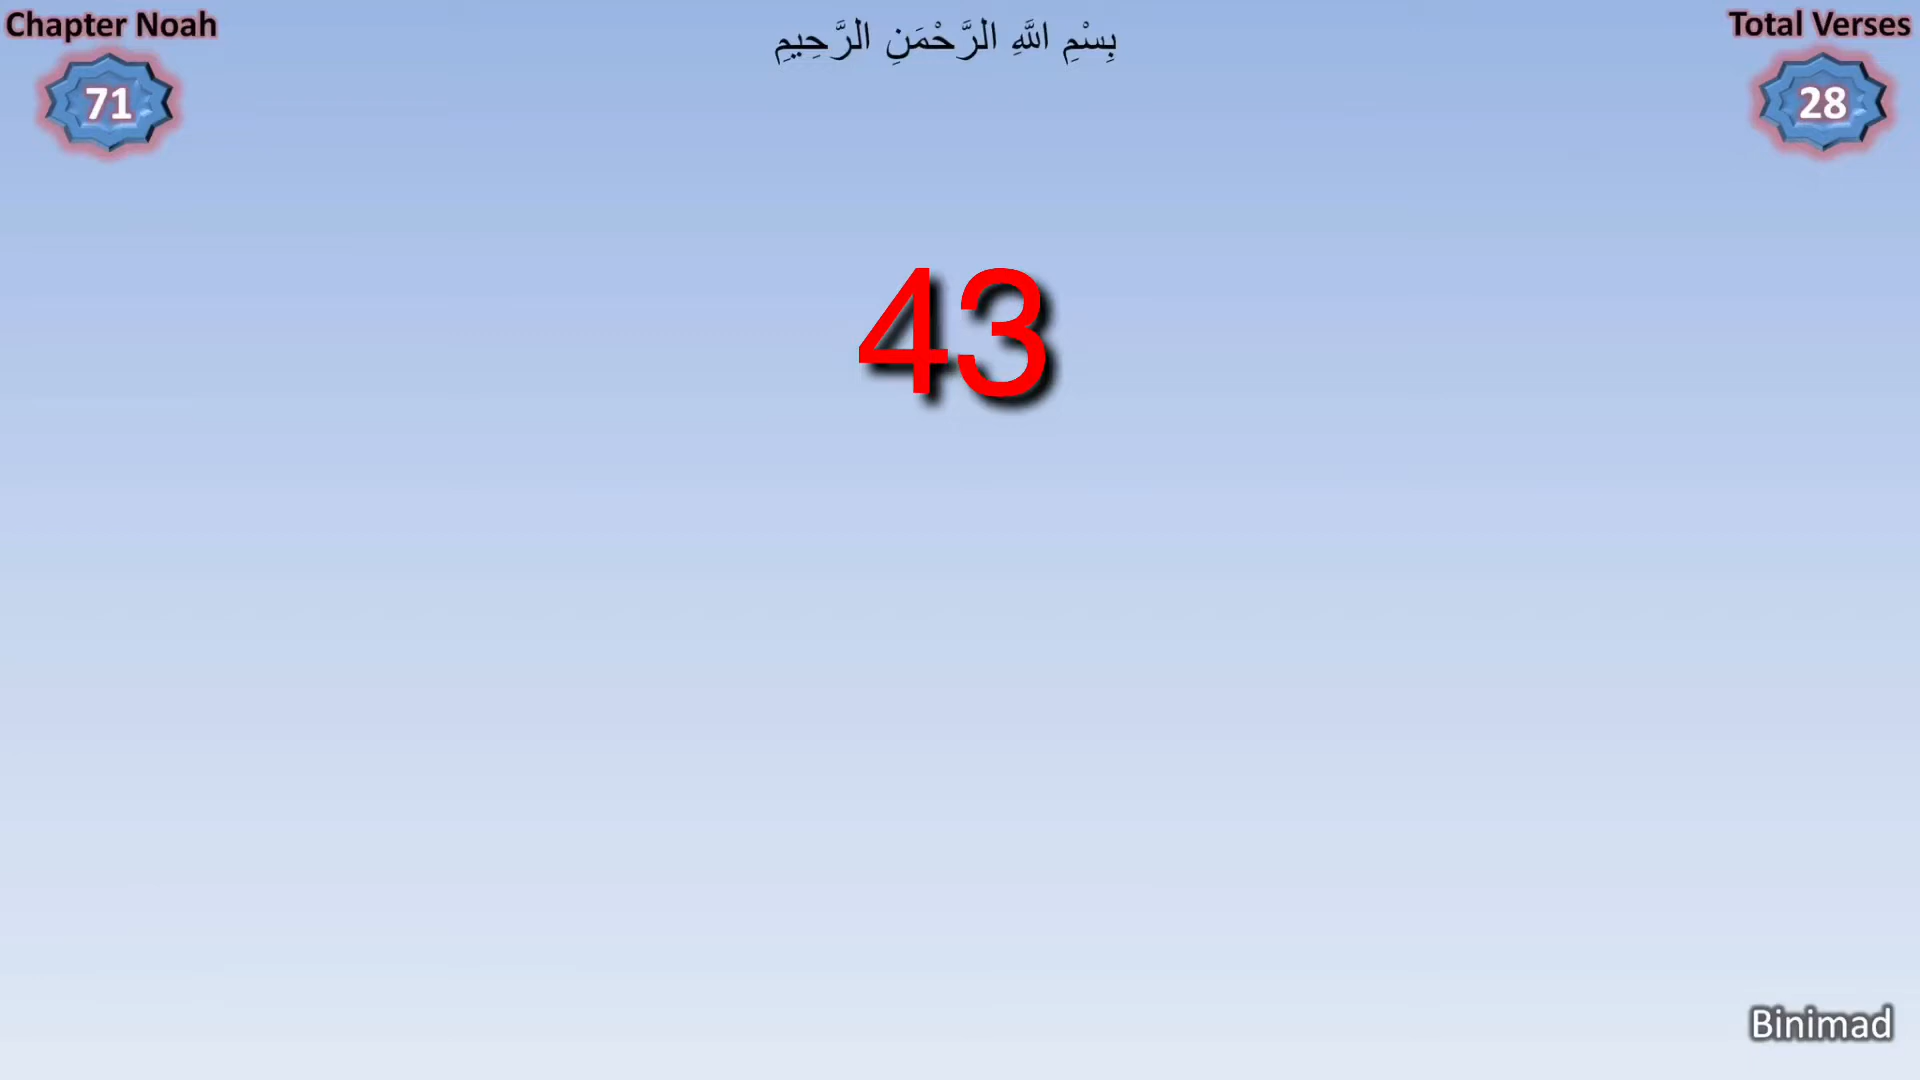 Chapter Noah
بِسْمِ اللَّهِ الرَّحْمَنِ الرَّحِيمِ
Total Verses
71
28
43
Binimad